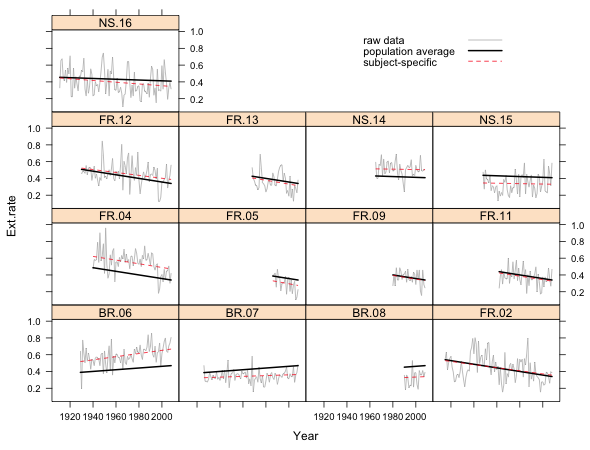 NS.16
raw data
population average
subject-specific
1.0
0.8
0.6
0.4
0.2
FR.12 FR.13 NS.14 NS.15
1.0
0.8
0.6
0.4
0.2
Ext.rate
FR.04 FR.05 FR.09 FR.11
1.0
0.8
0.6
0.4
0.2
BR.06 BR.07 BR.08 FR.02
1.0
0.8
0.6
0.4
0.2
1920 1940 1960 1980 2000 1920 1940 1960 1980 2000
Year